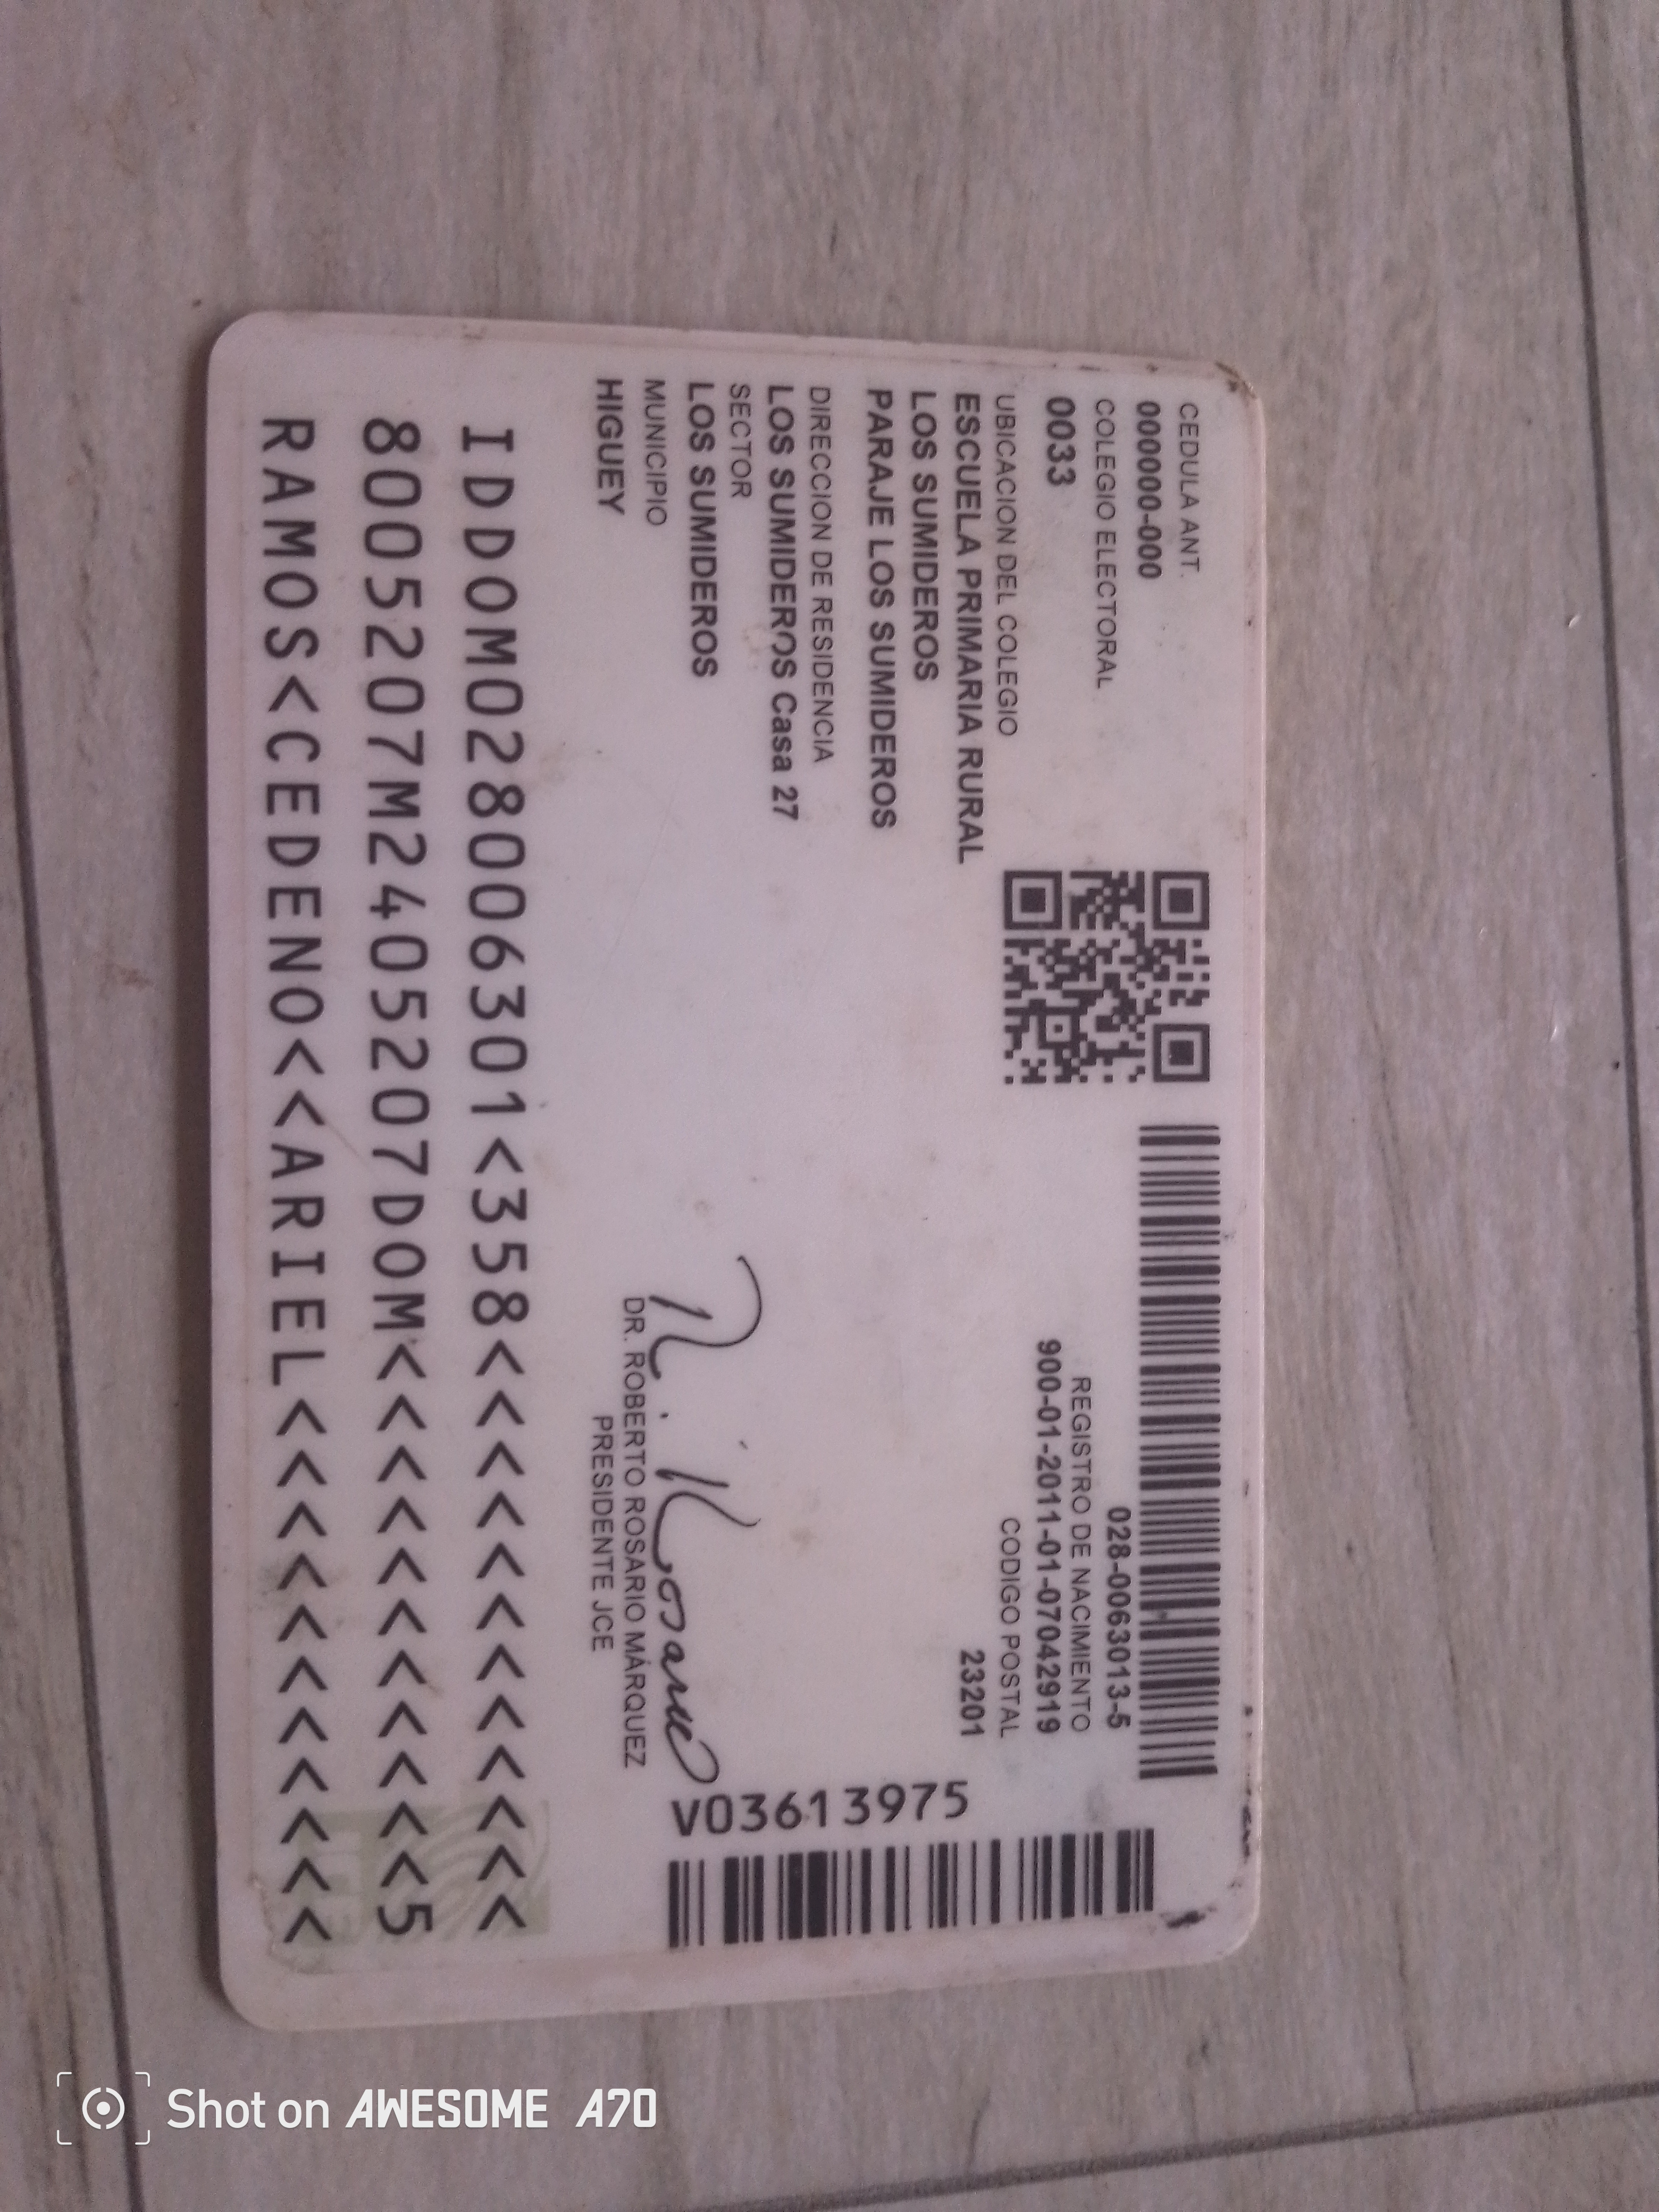 CEDULA ANT.
00000-000
COLEGIO ELECTORAL
0033
UBICACION DEL COLEGIO
ESCUELA PRIMARIA RURAL
LOS SUMIDEROS
PARAJE LOS SUMIDEROS
DIRECCION DE RESIDENCIA
LOS SUMIDEROS Casa 27
SECTOR
LOS SUMIDEROS
MUNICIPIO
HIGUEY
028-0063013-5
REGISTRO DE NACIMIENTO
900-01-2011-01-07042919
CODIGO POSTAL
23201
V03613975
DR. ROBERTO ROSARIO MÁRQUEZ
PRESIDENTE JCE
IDDOM028006301<358<<<<<<<<<<<<
8005207M2405207DOM<<<<<<<<<<<5
RAMOS<CEDENO<<ARIEL<<<<<<<<<<<
Shot on AWESOME A70